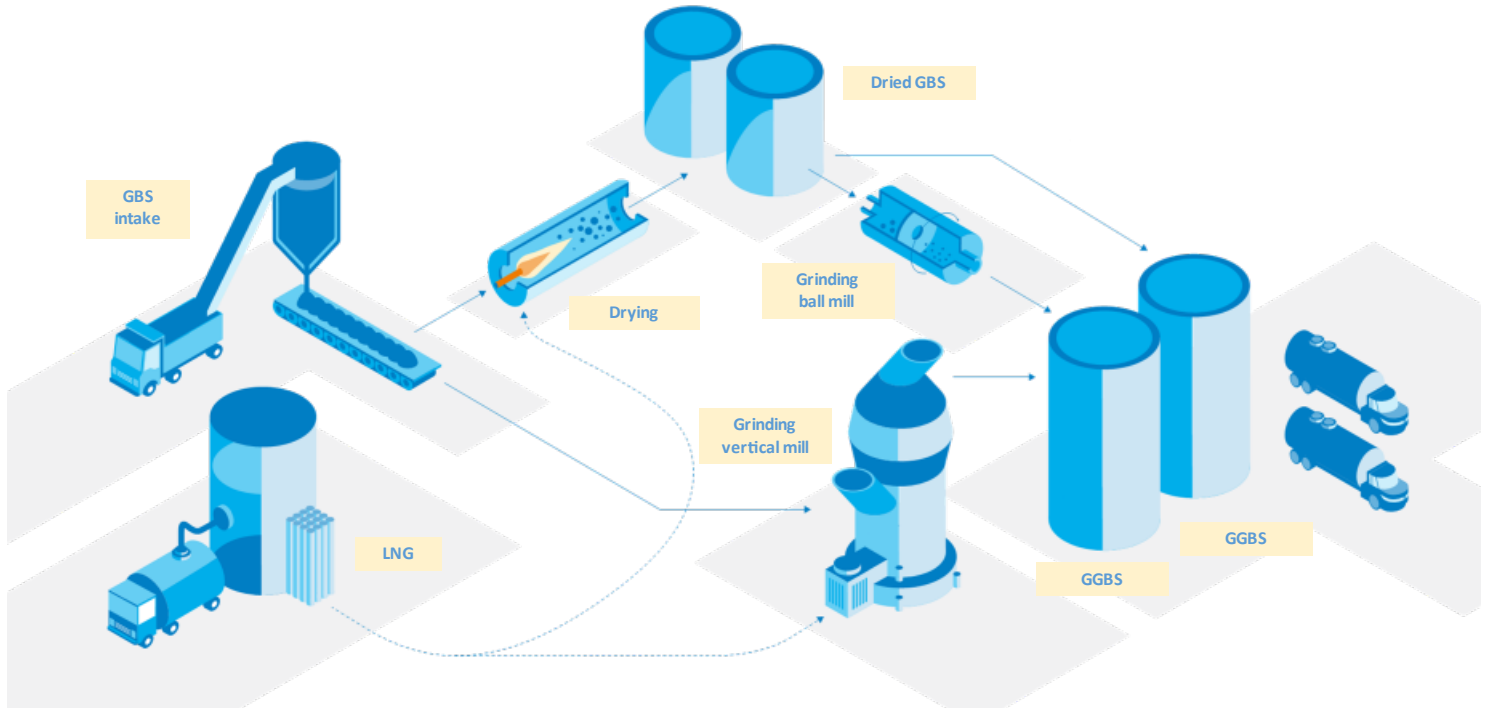 Dried GBS
GBS
intake
Drying
Grinding
ball mill
Grinding
vertical mill
LNG
GGBS
GGBS